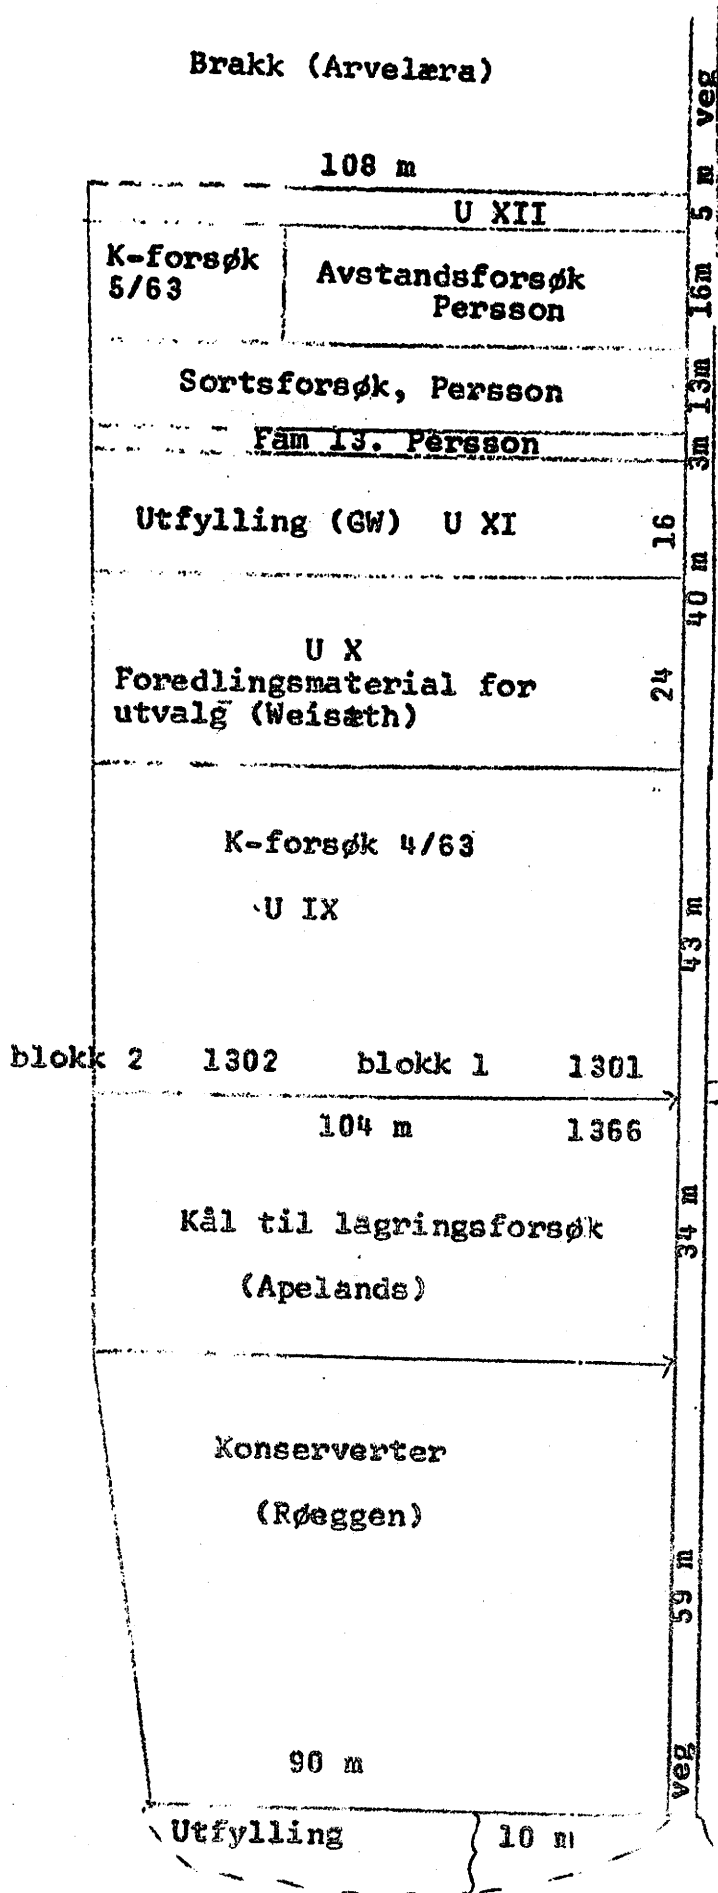 Brakk (Arvelæra)
veg
108 m
U XII
5 m
K-forsøk
5/63
Avstandsforsøk
Persson
16m
Sortsforsøk, Persson
13m
Fam 13. Persson
3m
Utfylling (GW) U XI
16
40 m
U X
Foredlingsmaterial for
utvalg (Weisæth)
24
K-forsøk 4/63
U IX
43 m
blokk 2 1302 blokk 1 1301
104 m 1366
Kål til lagringsforsøk
(Apelands)
34 m
Konserverter
(Røeggen)
59 m
90 m
veg
Utfylling 10 m